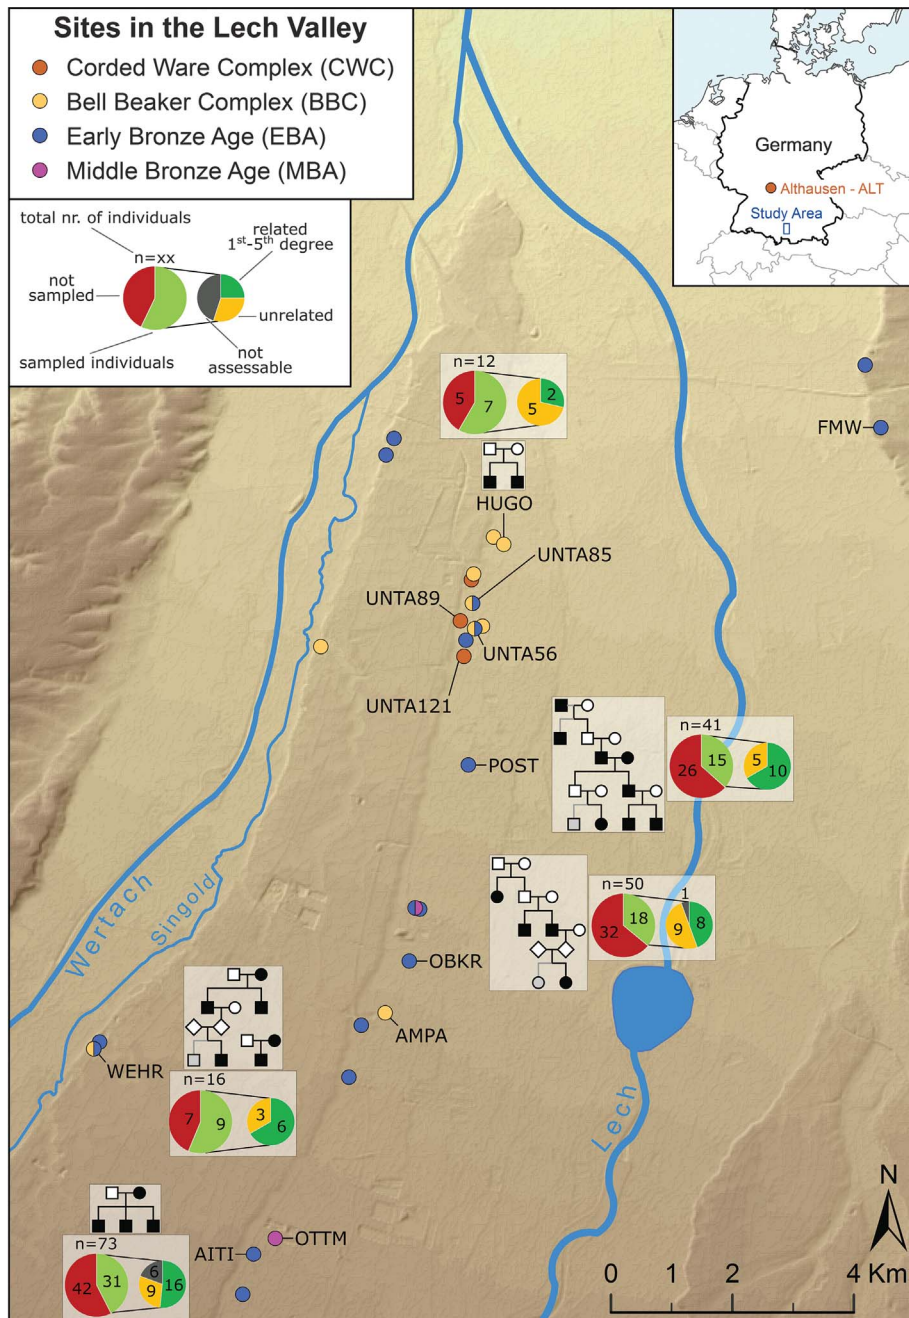 Sites in the Lech Valley
Corded Ware Complex (CWC)
Bell Beaker Complex (BBC)
Early Bronze Age (EBA)
Middle Bronze Age (MBA)
total nr. of individuals
n=xx
related
1st-5th degree
not
sampled
unrelated
sampled individuals
not
assessable
Germany
Althausen - ALT
Study Area
n=12
5
7
5
2
FMW
HUGO
UNTA85
UNTA89
UNTA56
UNTA121
n=41
26
15
5
10
POST
n=50
32
18
1
9
8
Wertach
Singold
OBKR
AMPA
WEHR
n=16
7
9
3
6
Lech
n=73
42
31
6
9
16
AITI
OTTM
N
0 1 2 4 Km